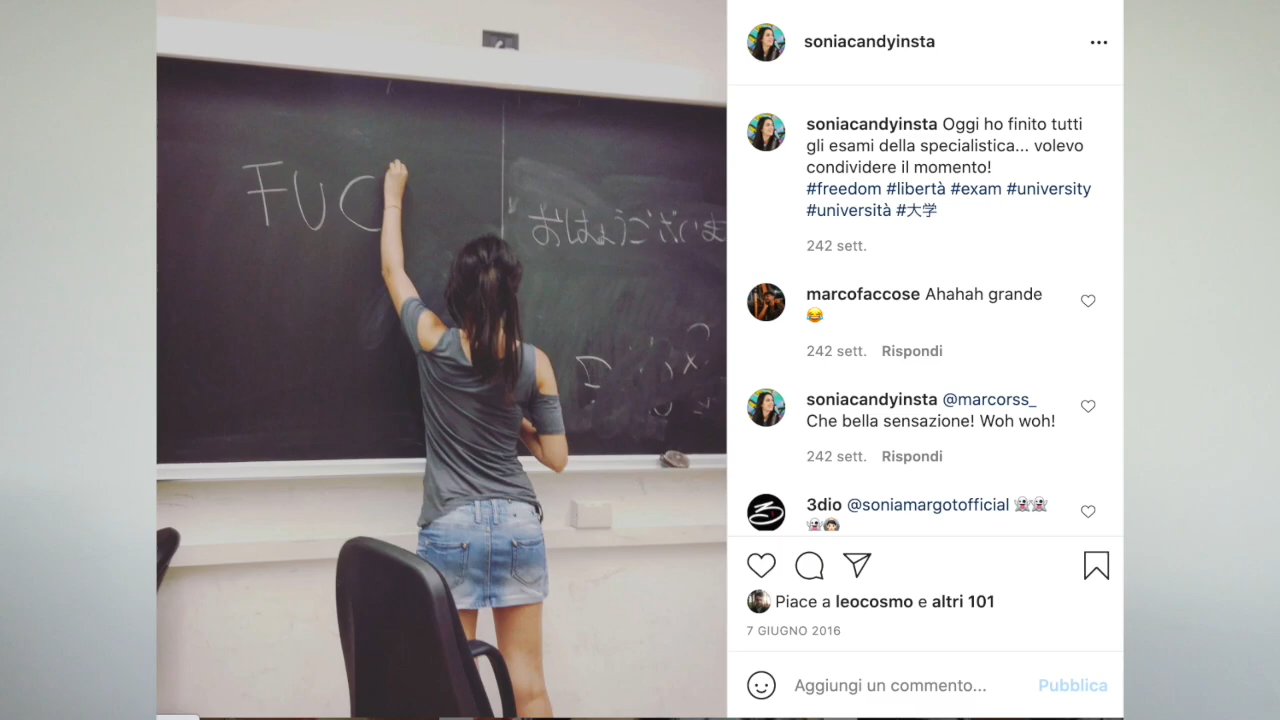 FUC
おはようございま
soniacandyinsta
soniacandyinsta Oggi ho finito tutti
gli esami della specialistica... volevo
condividere il momento!
#freedom #libertà #exam #university
#università #大学
242 sett.
marcofaccose Ahahah grande
😂
242 sett. Rispondi
soniacandyinsta @marcorss_
Che bella sensazione! Woh woh!
242 sett. Rispondi
3dio @soniamargotofficial 👻👻
Piace a leocosmo e altri 101
7 GIUGNO 2016
Aggiungi un commento...
Pubblica